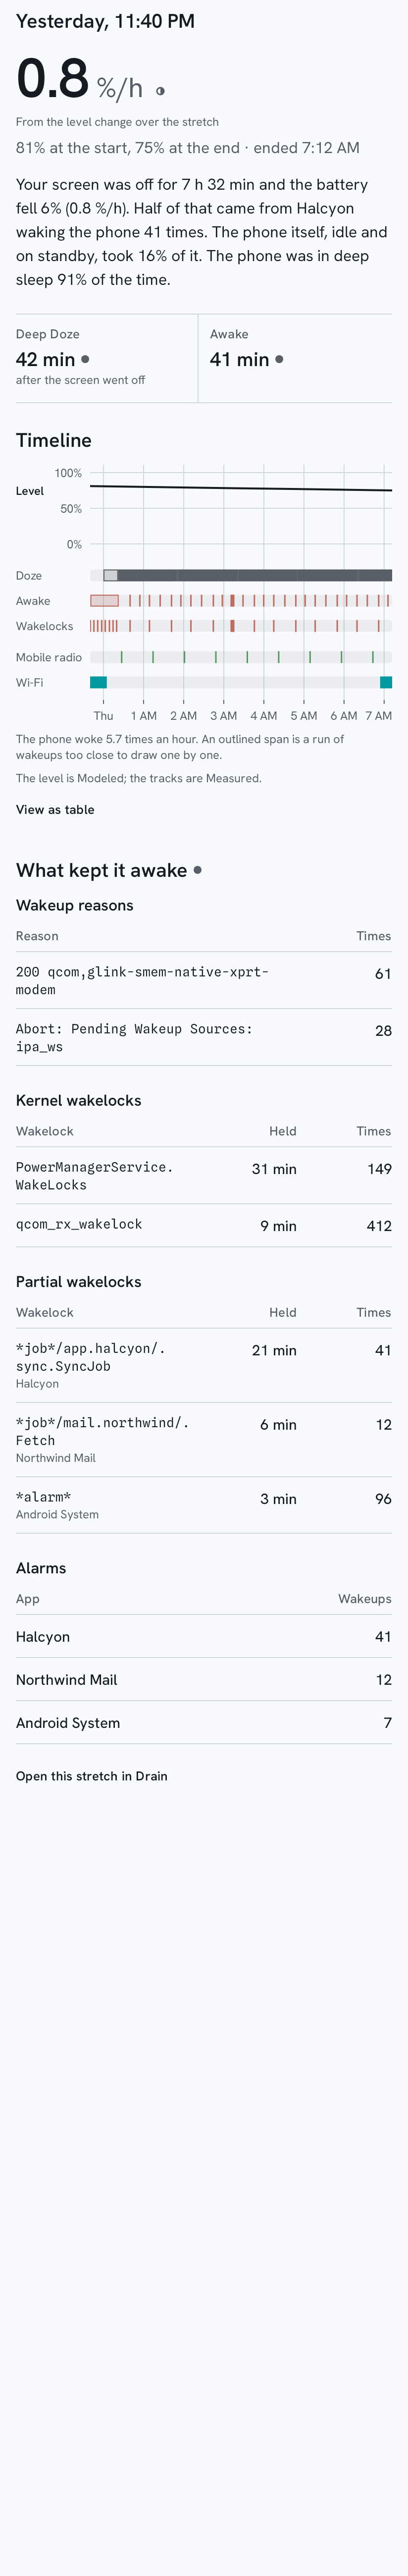 Yesterday, 11:40 PM
0.8 %/h
From the level change over the stretch
81% at the start, 75% at the end · ended 7:12 AM
Your screen was off for 7 h 32 min and the battery
fell 6% (0.8 %/h). Half of that came from Halcyon
waking the phone 41 times. The phone itself, idle and
on standby, took 16% of it. The phone was in deep
sleep 91% of the time.
Deep Doze
42 min
after the screen went off
Awake
41 min
Timeline
100%
Level
50%
0%
Doze
Awake
Wakelocks
Mobile radio
Wi-Fi
Thu 1 AM 2 AM 3 AM 4 AM 5 AM 6 AM 7 AM
The phone woke 5.7 times an hour. An outlined span is a run of
wakeups too close to draw one by one.
The level is Modeled; the tracks are Measured.
View as table
What kept it awake
Wakeup reasons
Reason Times
200 qcom,glink-smem-native-xprt- 61
modem
Abort: Pending Wakeup Sources: 28
ipa_ws
Kernel wakelocks
Wakelock Held Times
PowerManagerService. 31 min 149
WakeLocks
qcom_rx_wakelock 9 min 412
Partial wakelocks
Wakelock Held Times
*job*/app.halcyon/. 21 min 41
sync.SyncJob
Halcyon
*job*/mail.northwind/. 6 min 12
Fetch
Northwind Mail
*alarm* 3 min 96
Android System
Alarms
App Wakeups
Halcyon 41
Northwind Mail 12
Android System 7
Open this stretch in Drain